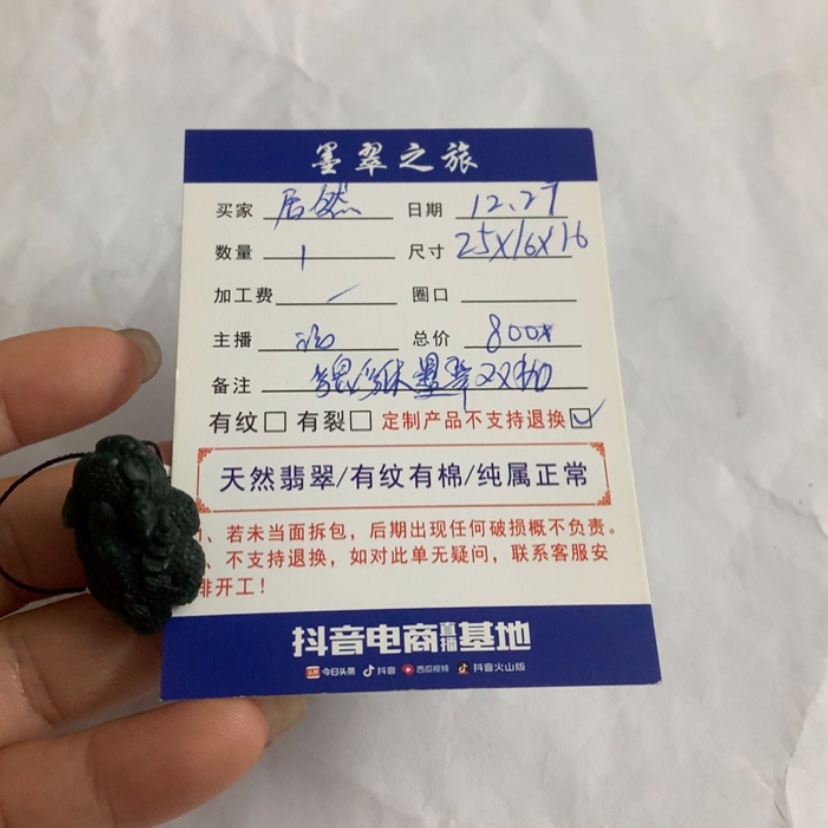 墨翠之旅
买家 居然 日期 12.27
数量 1 尺寸 25X16X16
加工费 圈口
主播 总价 800
备注 貔貅墨翠双
有纹□ 有裂□ 定制产品不支持退换☑
天然翡翠/有纹有棉/纯属正常
、若未当面拆包，后期出现任何破损概不负责。
、不支持退换，如对此单无疑问，联系客服安
排开工！
抖音电商直播基地
今日头条 抖音 西瓜视频 抖音火山版